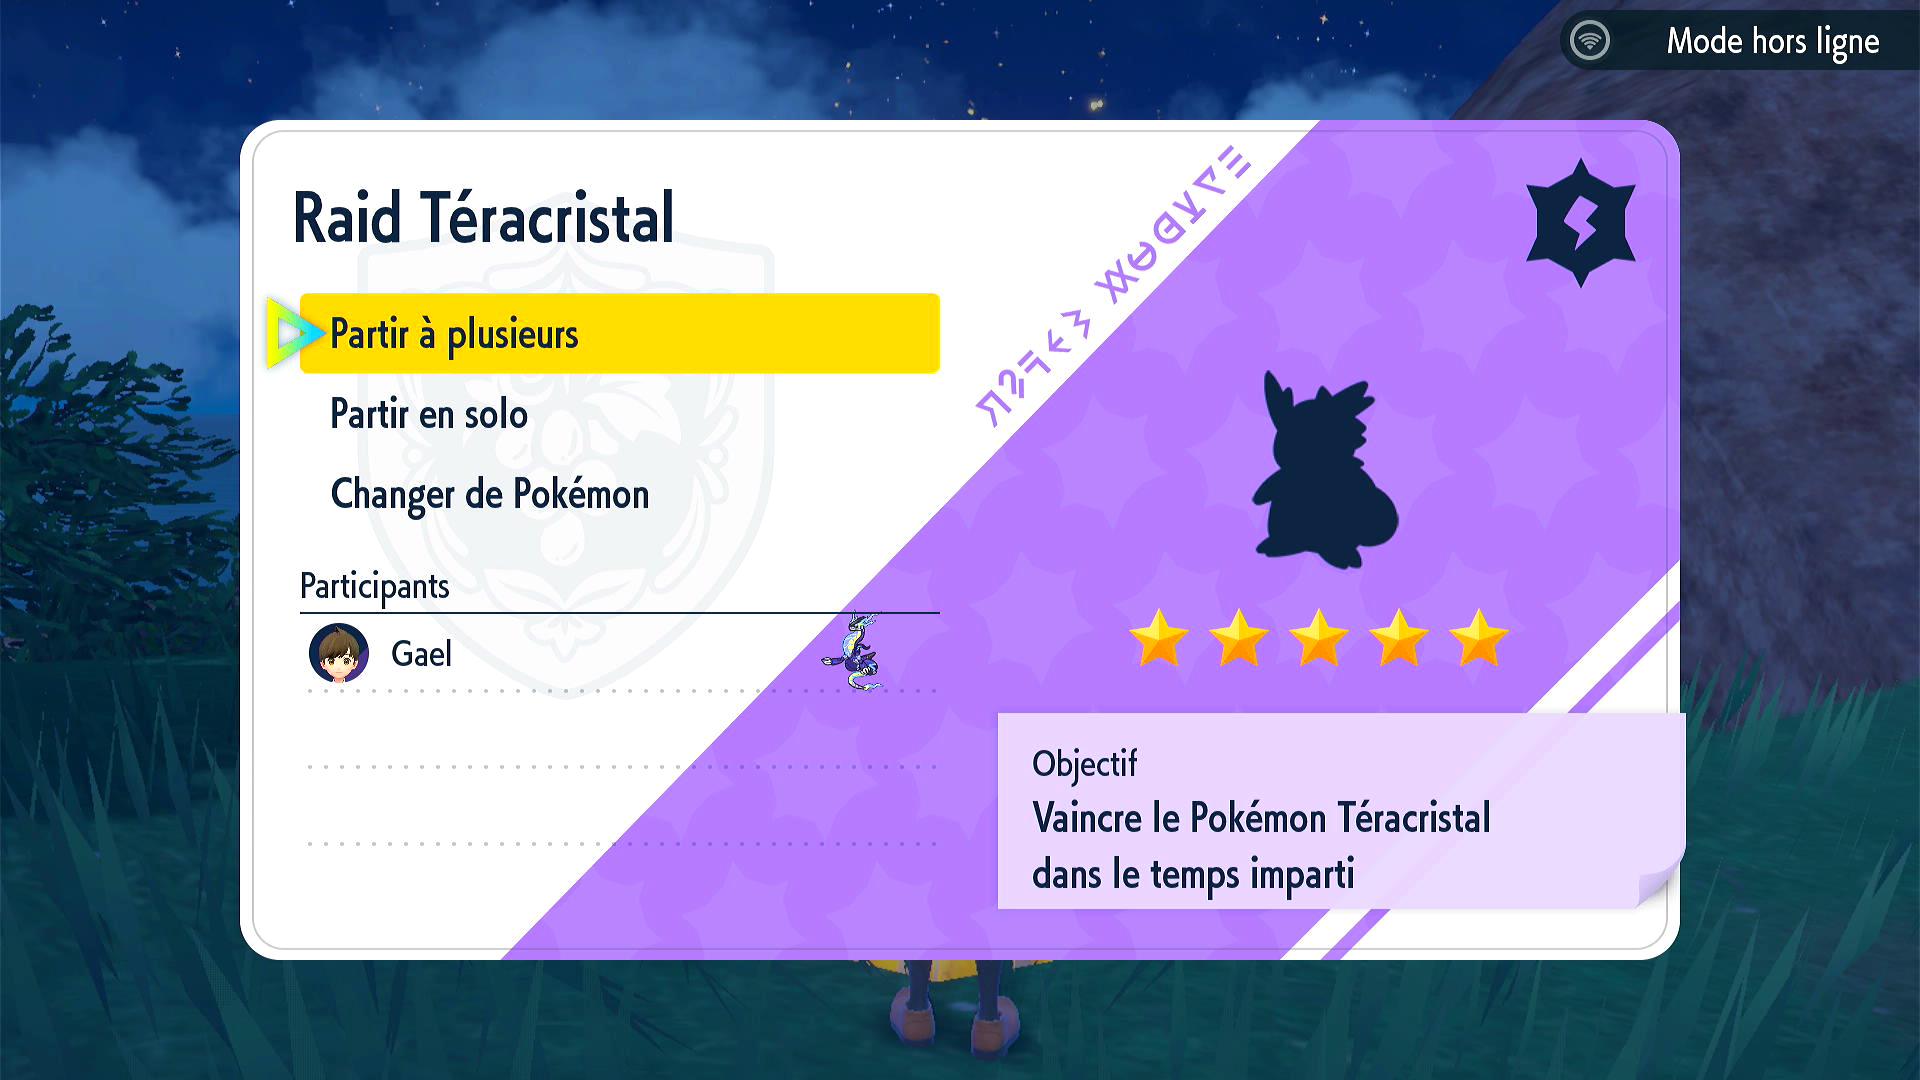 Mode hors ligne
Raid Téracristal
Partir à plusieurs
Partir en solo
Changer de Pokémon
Participants
Gael
Objectif
Vaincre le Pokémon Téracristal
dans le temps imparti